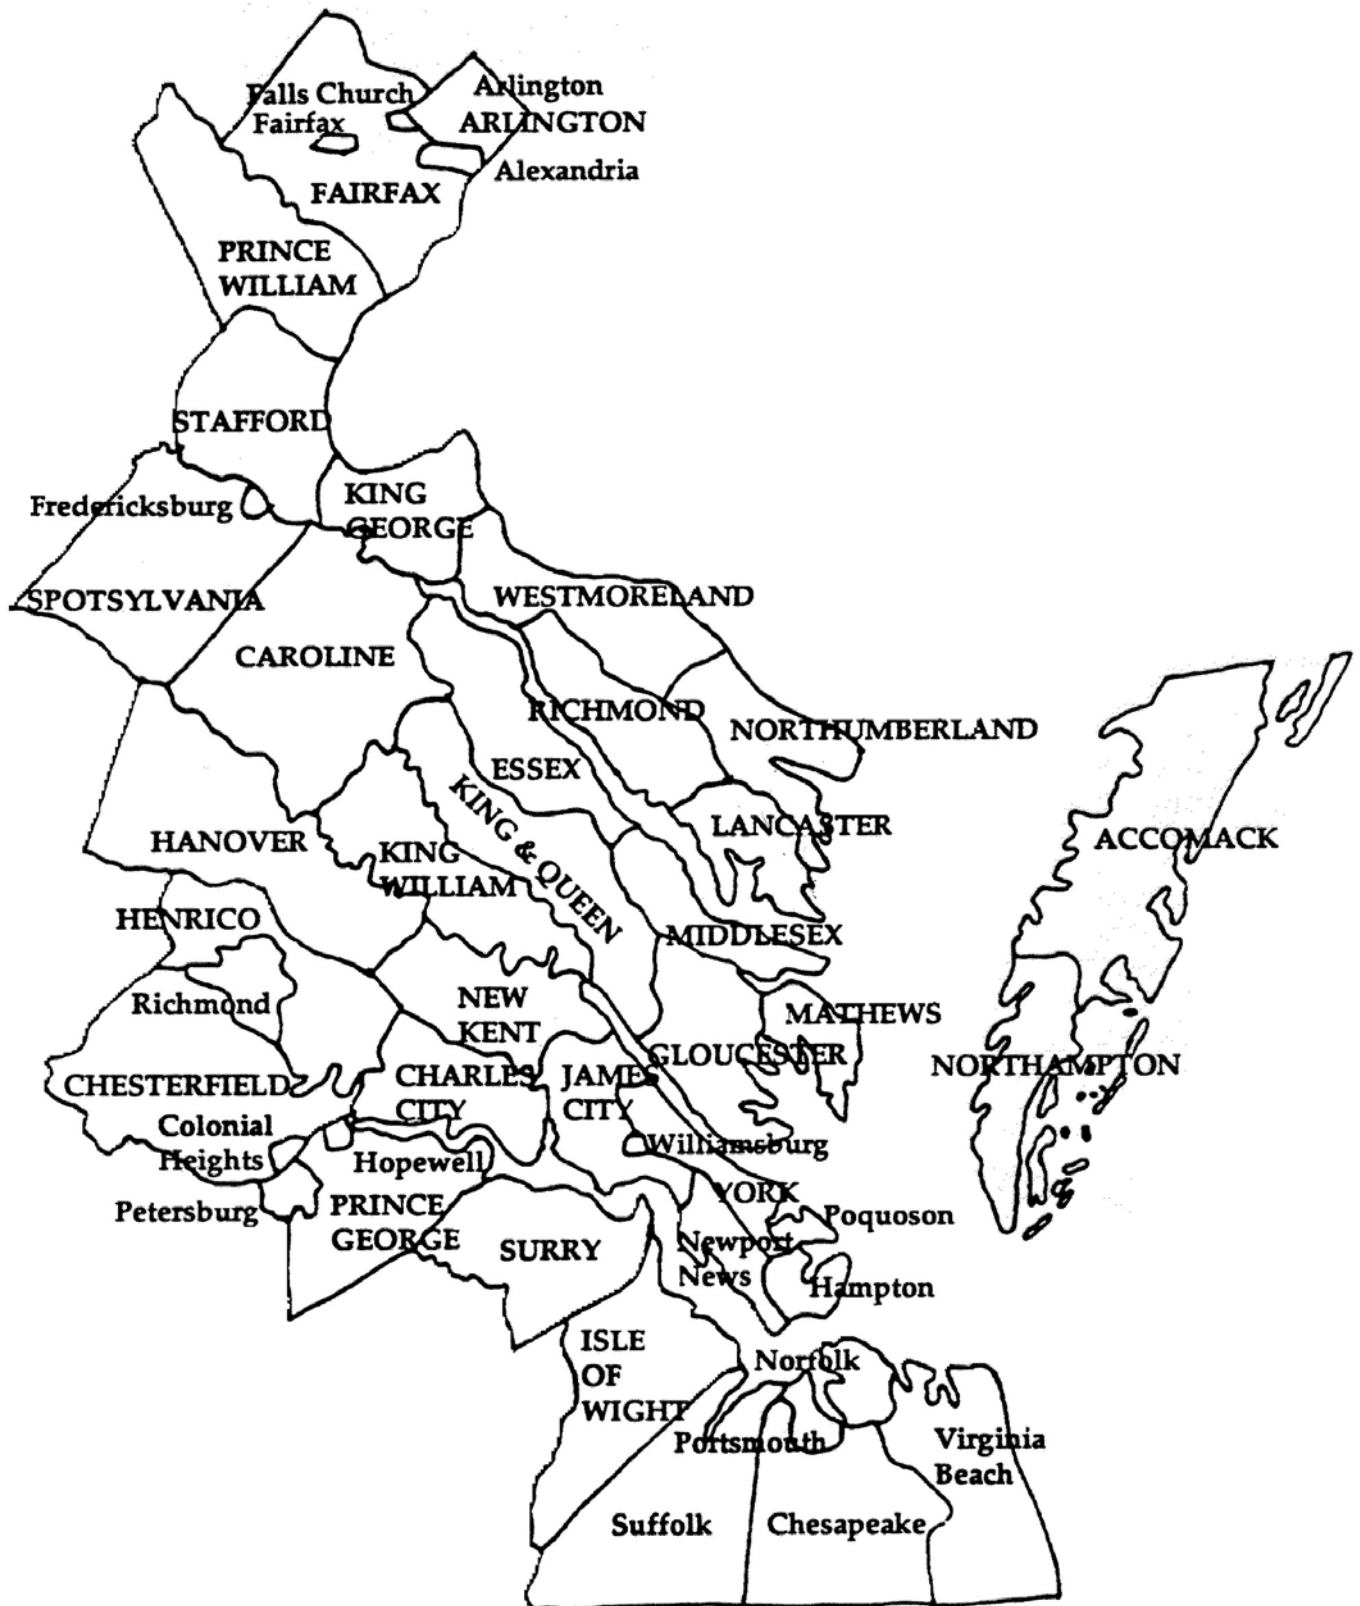 Falls Church
Arlington
Fairfax
ARLINGTON
Alexandria
FAIRFAX
PRINCE
WILLIAM
STAFFORD
KING
GEORGE
Fredericksburg
SPOTSYLVANIA
WESTMORELAND
CAROLINE
RICHMOND
NORTHUMBERLAND
ESSEX
KING & QUEEN
LANCASTER
ACCOMACK
HANOVER
KING
WILLIAM
HENRICO
MIDDLESEX
Richmond
NEW
KENT
MATHEWS
GLOUCESTER
NORTHAMPTON
CHESTERFIELD
CHARLES
CITY
JAMES
CITY
Colonial
Heights
Williamsburg
Hopewell
Petersburg
PRINCE
GEORGE
YORK
Poquoson
SURRY
Newport
News
Hampton
ISLE
OF
WIGHT
Norfolk
Portsmouth
Virginia
Beach
Suffolk
Chesapeake